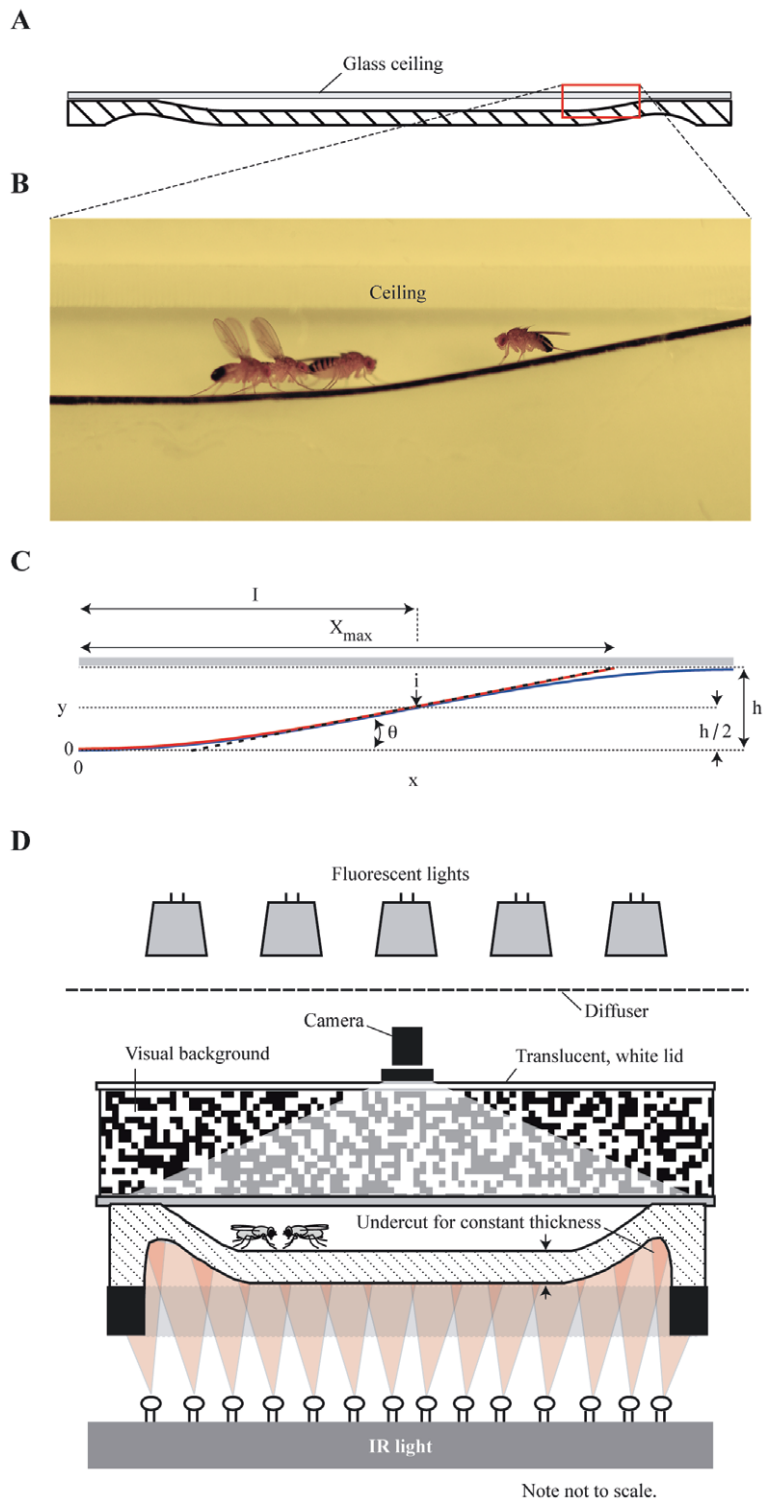 A
Glass ceiling
B
Ceiling
C
I
Xmax
i
y
θ
h / 2
h
0
0
x
D
Fluorescent lights
Diffuser
Camera
Visual background
Translucent, white lid
Undercut for constant thickness
IR light
Note not to scale.